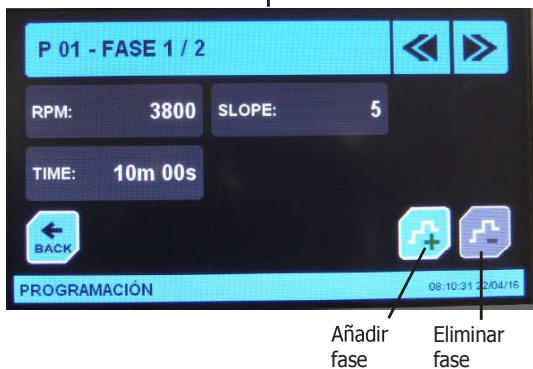 P 01 - FASE 1 / 2
RPM: 3800 SLOPE: 5
TIME: 10m 00s
BACK
PROGRAMACIÓN 08:10:31 22/04/16
Añadir fase
Eliminar fase